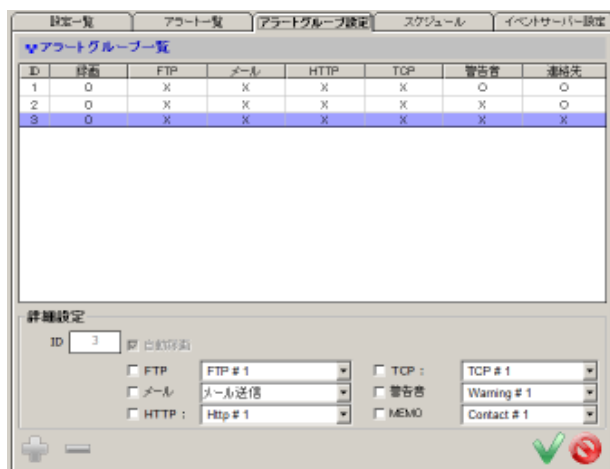 設定一覧 アラート一覧 アラートグループ設定 スケジュール イベントサーバー設定
アラートグループ一覧
ID 録画 FTP メール HTTP TCP 警告音 連絡先
1 O X X X X O O
2 O X X X X X O
3 O X X X X X X
詳細設定
ID 3 自動録画
FTP FTP # 1 TCP : TCP # 1
メール メール送信 警告音 Warning # 1
HTTP : Http # 1 MEMO Contact # 1